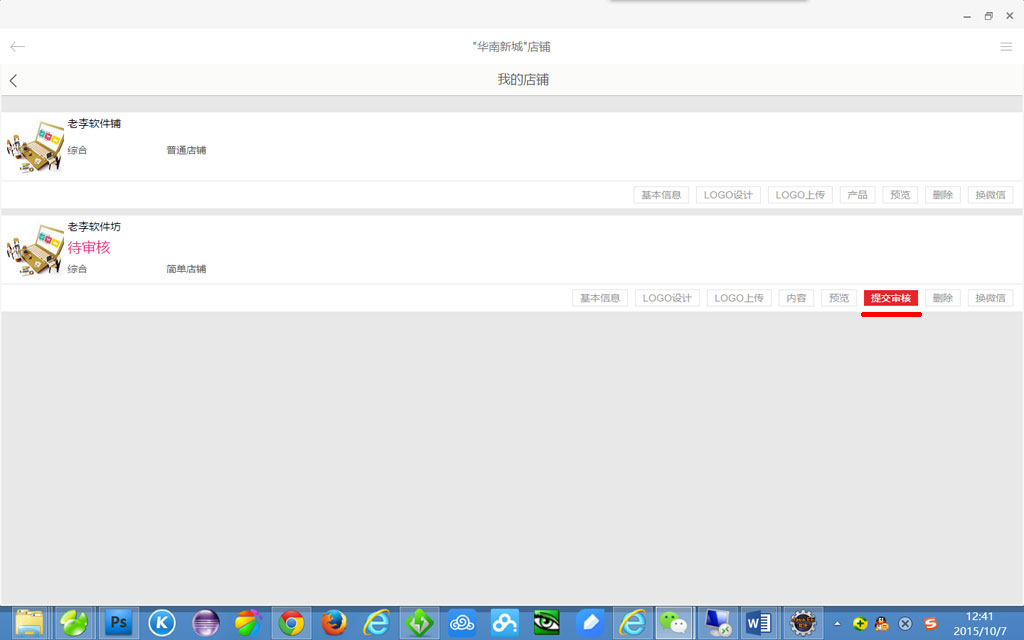 "华南新城"店铺
我的店铺
老李软件铺
综合 普通店铺
基本信息 LOGO设计 LOGO上传 产品 预览 删除 换微信
老李软件坊
待审核
综合 简单店铺
基本信息 LOGO设计 LOGO上传 内容 预览 提交审核 删除 换微信
Ps K W S
12:41
2015/10/7